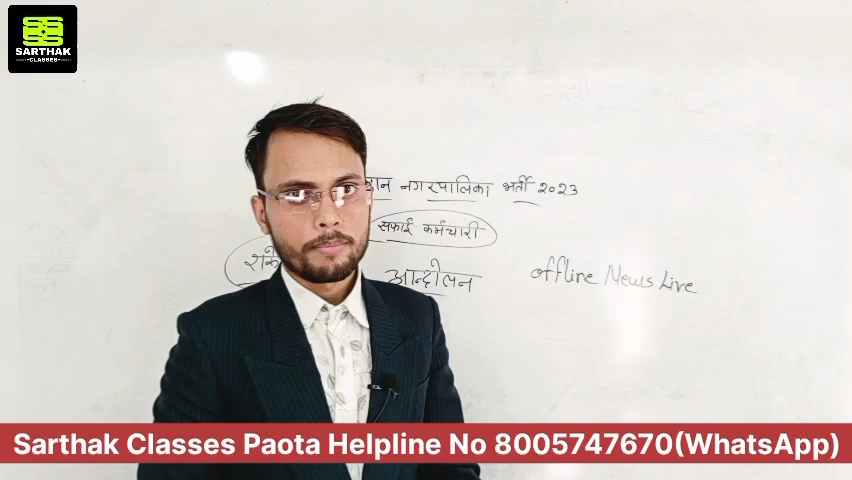 SARTHAK
-CLASSES-
नगरपालिका भर्ती २०२३
सफाई कर्मचारी
आन्दोलन offline News Live
Sarthak Classes Paota Helpline No 8005747670(WhatsApp)